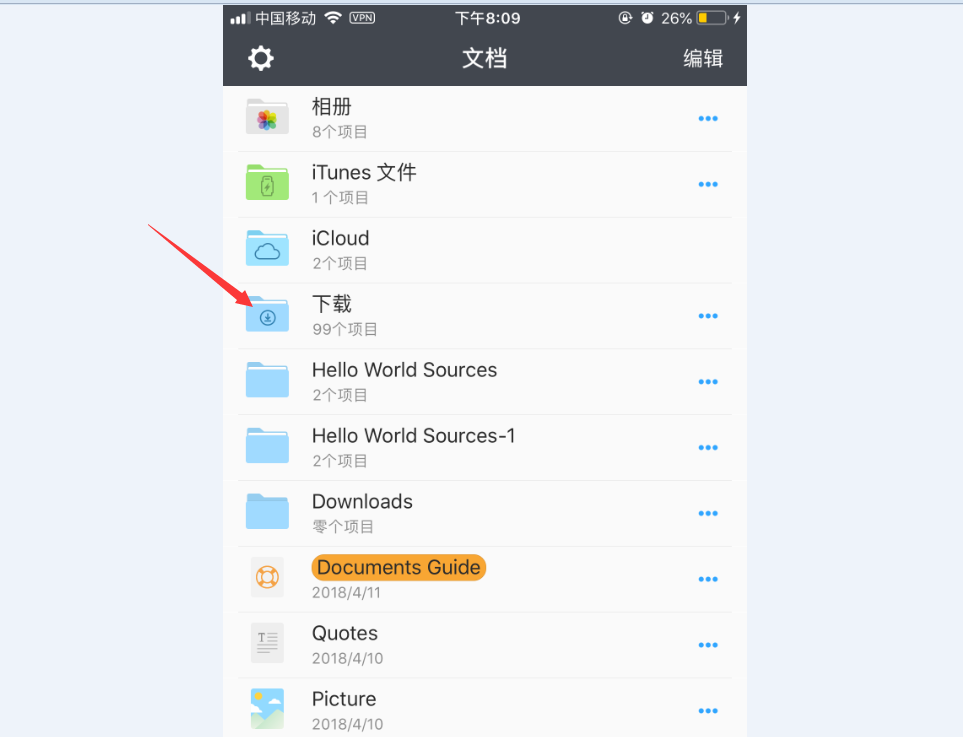 中国移动 VPN 下午8:09 26%
文档 编辑
相册
8个项目
iTunes 文件
1 个项目
iCloud
2个项目
下载
99个项目
Hello World Sources
2个项目
Hello World Sources-1
2个项目
Downloads
零个项目
Documents Guide
2018/4/11
Quotes
2018/4/10
Picture
2018/4/10